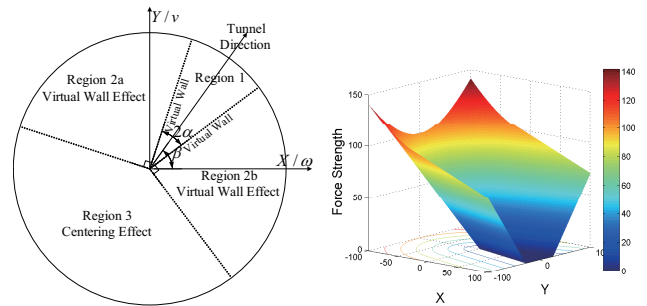 Y / v
Tunnel
Direction
Region 2a
Virtual Wall Effect
Region 1
Virtual Wall
2α
Virtual Wall
β
X / ω
Region 2b
Virtual Wall Effect
Region 3
Centering Effect
150
100
50
0
Force Strength
-100
-50
0
50
100
X
-100
0
100
Y
140
120
100
80
60
40
20
0